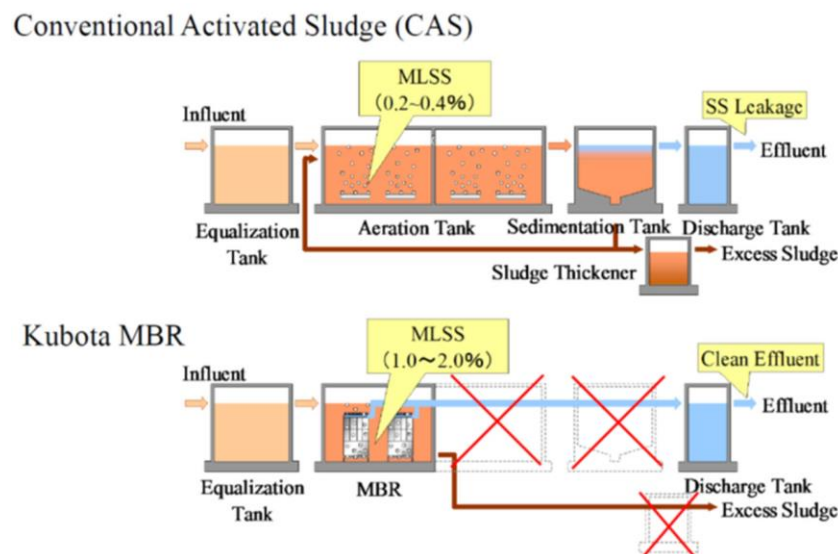 Conventional Activated Sludge (CAS)
MLSS
(0.2~0.4%)
SS Leakage
Influent
Effluent
Equalization
Tank
Aeration Tank
Sedimentation Tank
Discharge Tank
Excess Sludge
Sludge Thickener
Kubota MBR
MLSS
(1.0～2.0%)
Clean Effluent
Influent
Effluent
Equalization
Tank
MBR
Discharge Tank
Excess Sludge